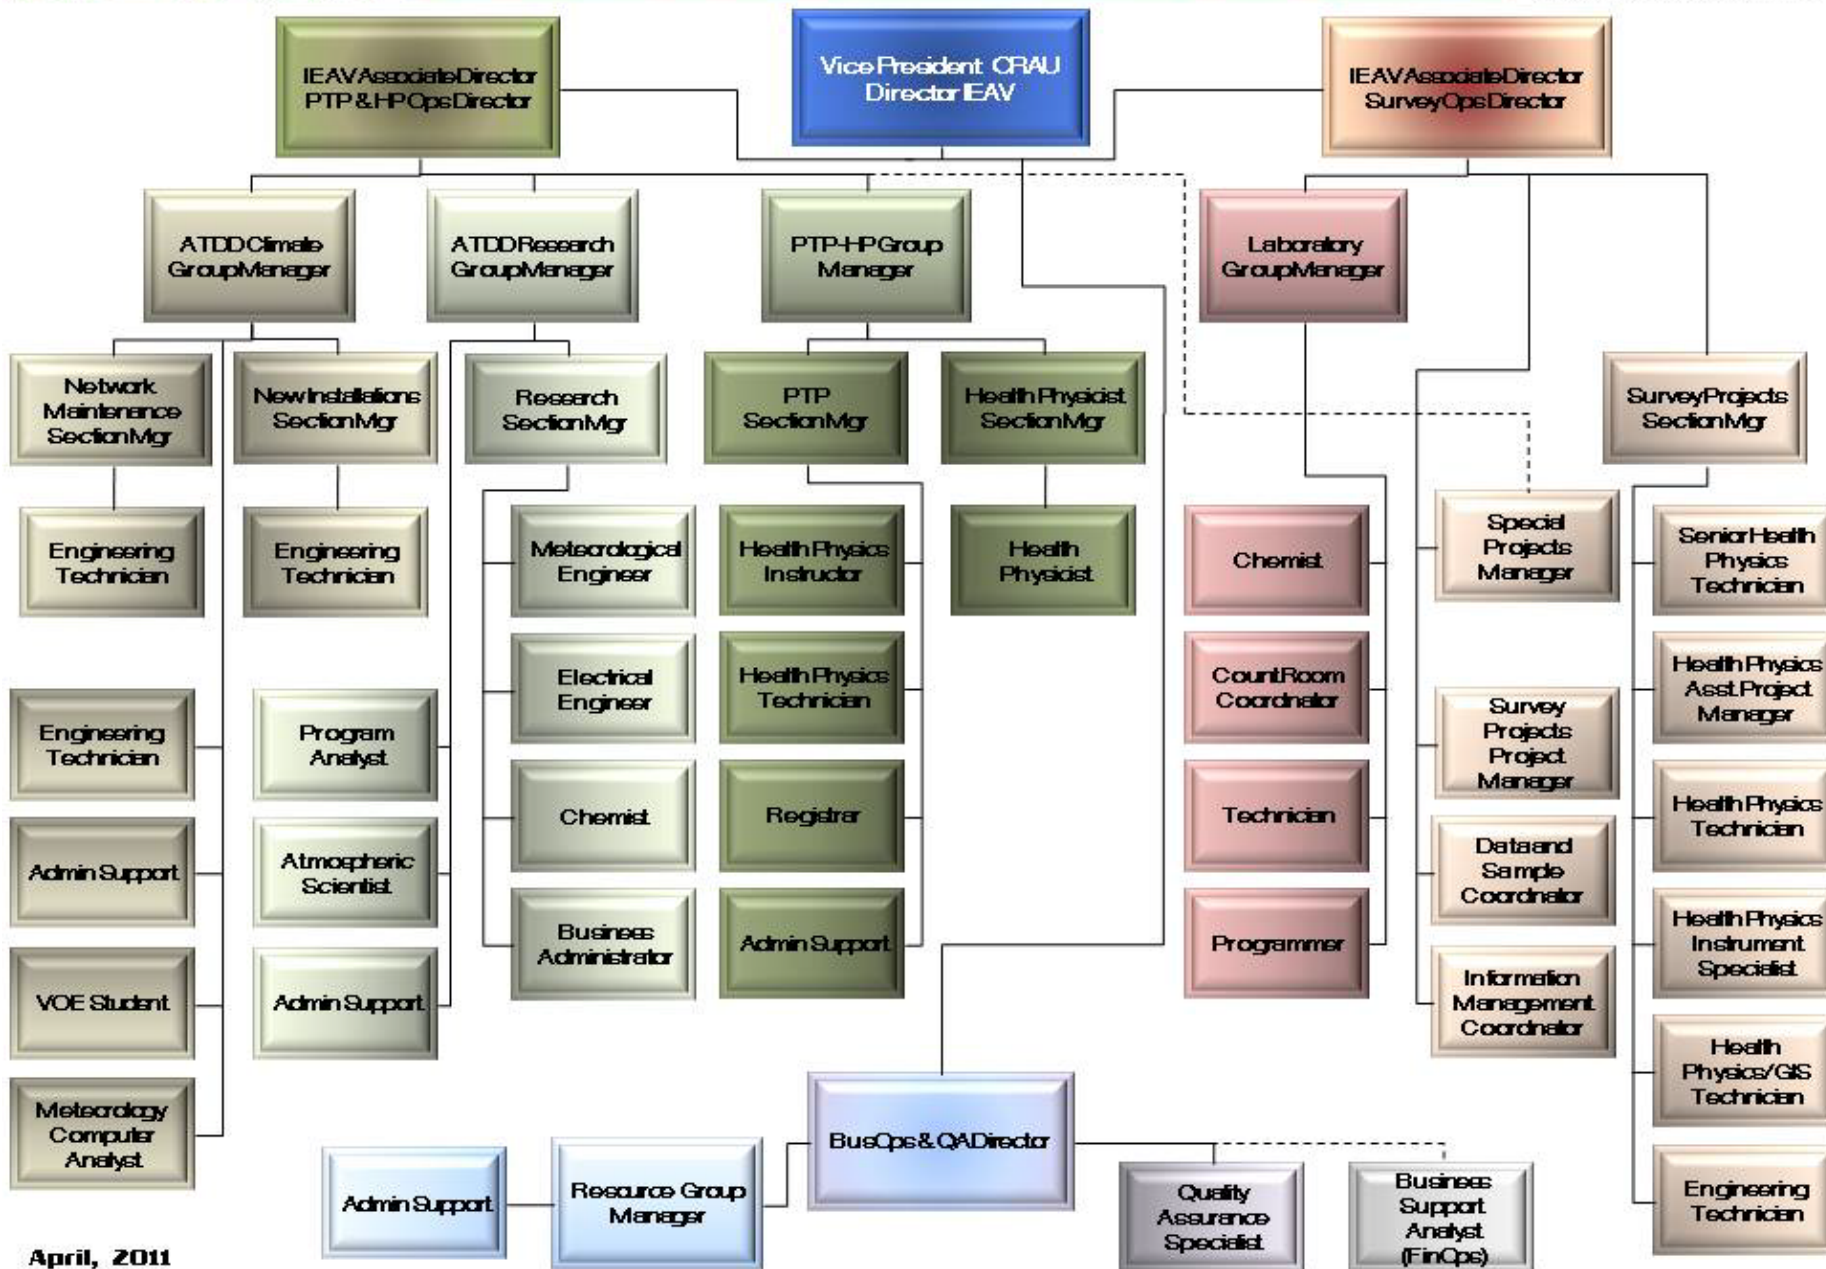 IEAV Associate Director
PTP & HP Ops Director
Vice President CRAU
Director IEAV
IEAV Associate Director
Survey Ops Director
ATDD Climate
Group Manager
ATDD Research
Group Manager
PTP-HP Group
Manager
Laboratory
Group Manager
Network
Maintenance
Section Mgr
New Installations
Section Mgr
Research
Section Mgr
PTP
Section Mgr
Health Physicist
Section Mgr
Survey Projects
Section Mgr
Engineering
Technician
Engineering
Technician
Engineering
Technician
Admin Support
VOE Student
Meteorology
Computer
Analyst
Program
Analyst
Atmospheric
Scientist
Admin Support
Meteorological
Engineer
Electrical
Engineer
Chemist
Business
Administrator
Health Physics
Instructor
Health Physics
Technician
Registrar
Admin Support
Health
Physicist
Chemist
Count Room
Coordnator
Technician
Programmer
Special
Projects
Manager
Survey
Projects
Project
Manager
Data and
Sample
Coordnator
Information
Management
Coordinator
Senior Health
Physics
Technician
Health Physics
Asst. Project
Manager
Health Physics
Technician
Health Physics
Instrument
Specialist
Health
Physics/GIS
Technician
Engineering
Technician
Bus Ops & QA Director
Admin Support
Resource Group
Manager
Quality
Assurance
Specialist
Business
Support
Analyst
(FinOps)
April, 2011